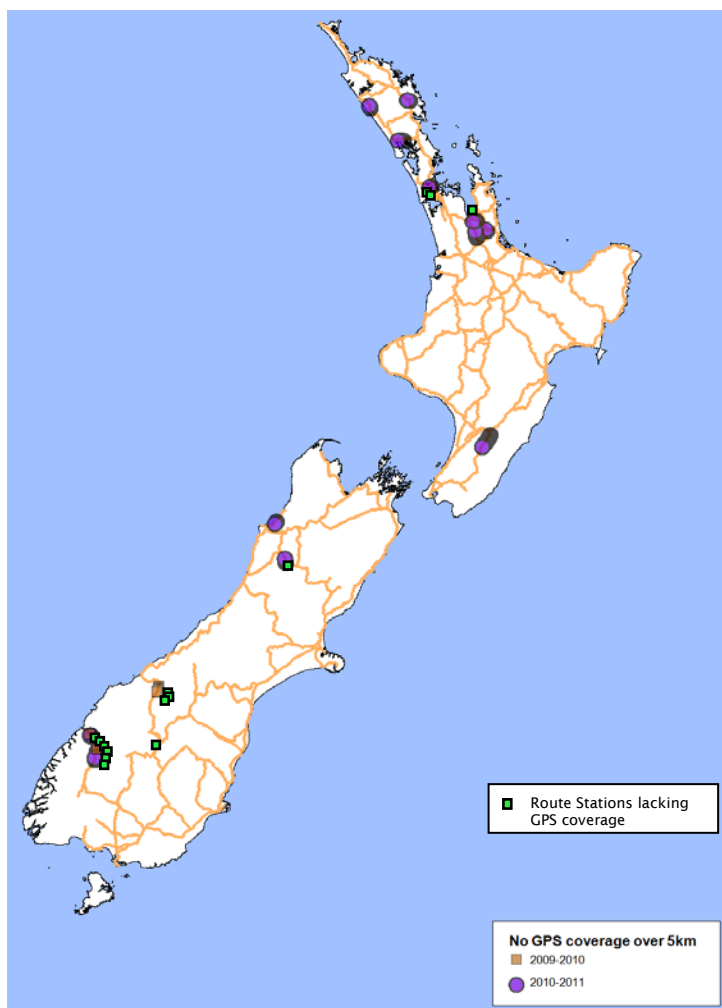 Route Stations lacking
GPS coverage
No GPS coverage over 5km
2009-2010
2010-2011